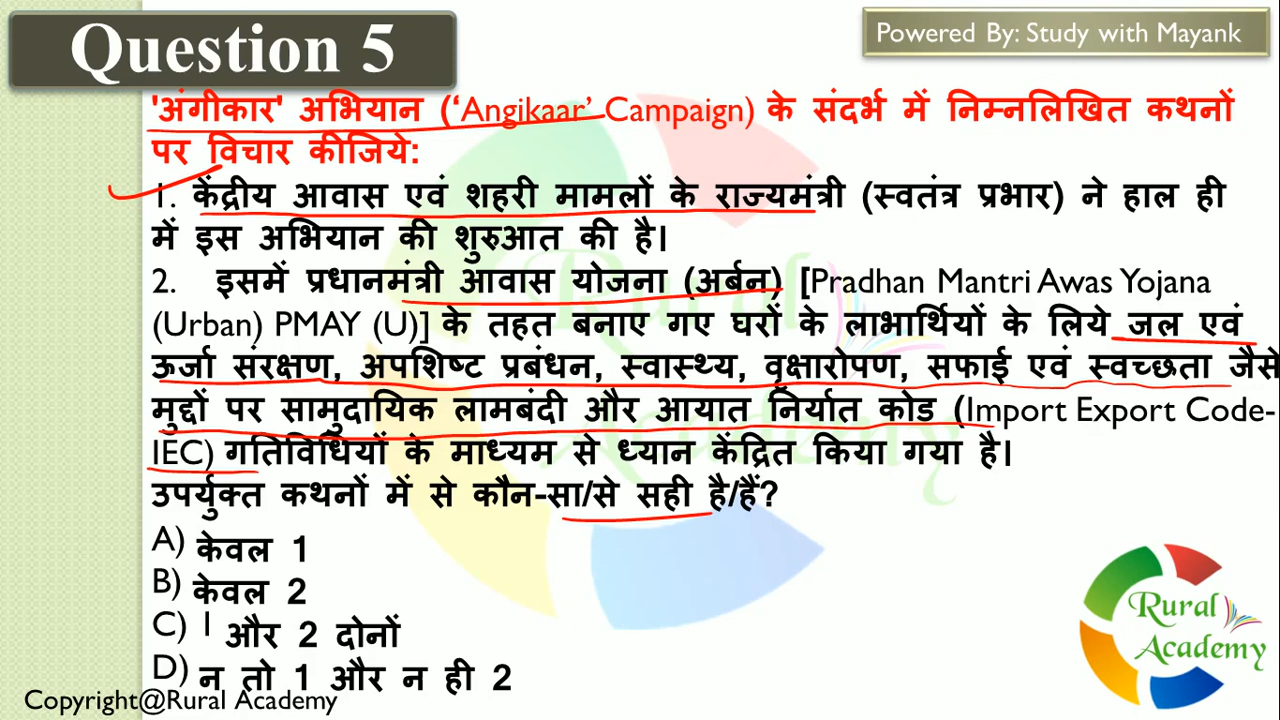 Question 5
Powered By: Study with Mayank
'अंगीकार' अभियान (‘Angikaar’ Campaign) के संदर्भ में निम्नलिखित कथनों
पर विचार कीजिये:
1. केंद्रीय आवास एवं शहरी मामलों के राज्यमंत्री (स्वतंत्र प्रभार) ने हाल ही
में इस अभियान की शुरुआत की है।
2. इसमें प्रधानमंत्री आवास योजना (अर्बन) [Pradhan Mantri Awas Yojana
(Urban) PMAY (U)] के तहत बनाए गए घरों के लाभार्थियों के लिये जल एवं
ऊर्जा संरक्षण, अपशिष्ट प्रबंधन, स्वास्थ्य, वृक्षारोपण, सफाई एवं स्वच्छता जैसे
मुद्दों पर सामुदायिक लामबंदी और आयात निर्यात कोड (Import Export Code-
IEC) गतिविधियों के माध्यम से ध्यान केंद्रित किया गया है।
उपर्युक्त कथनों में से कौन-सा/से सही है/हैं?
A) केवल 1
B) केवल 2
C) 1 और 2 दोनों
D) न तो 1 और न ही 2
Rural
Academy
Copyright@Rural Academy